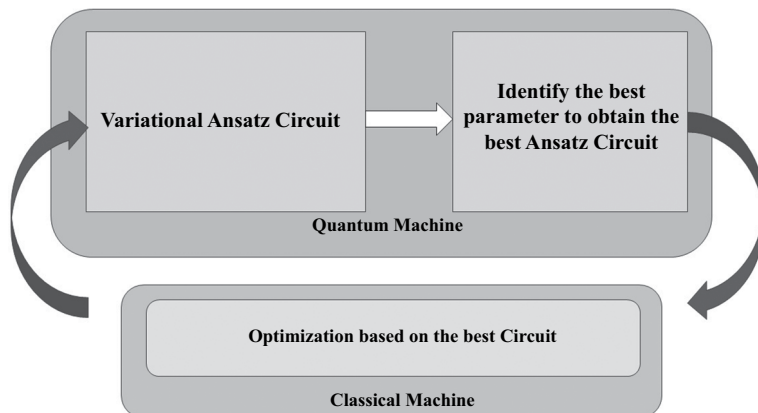 Variational Ansatz Circuit
Identify the best
parameter to obtain the
best Ansatz Circuit
Quantum Machine
Optimization based on the best Circuit
Classical Machine